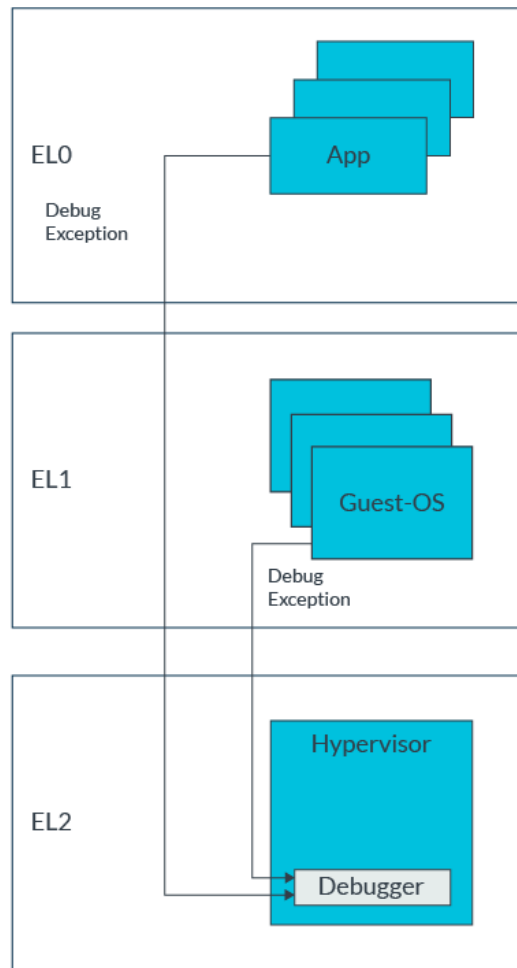 EL0
App
Debug
Exception
EL1
Guest-OS
Debug
Exception
Hypervisor
EL2
Debugger